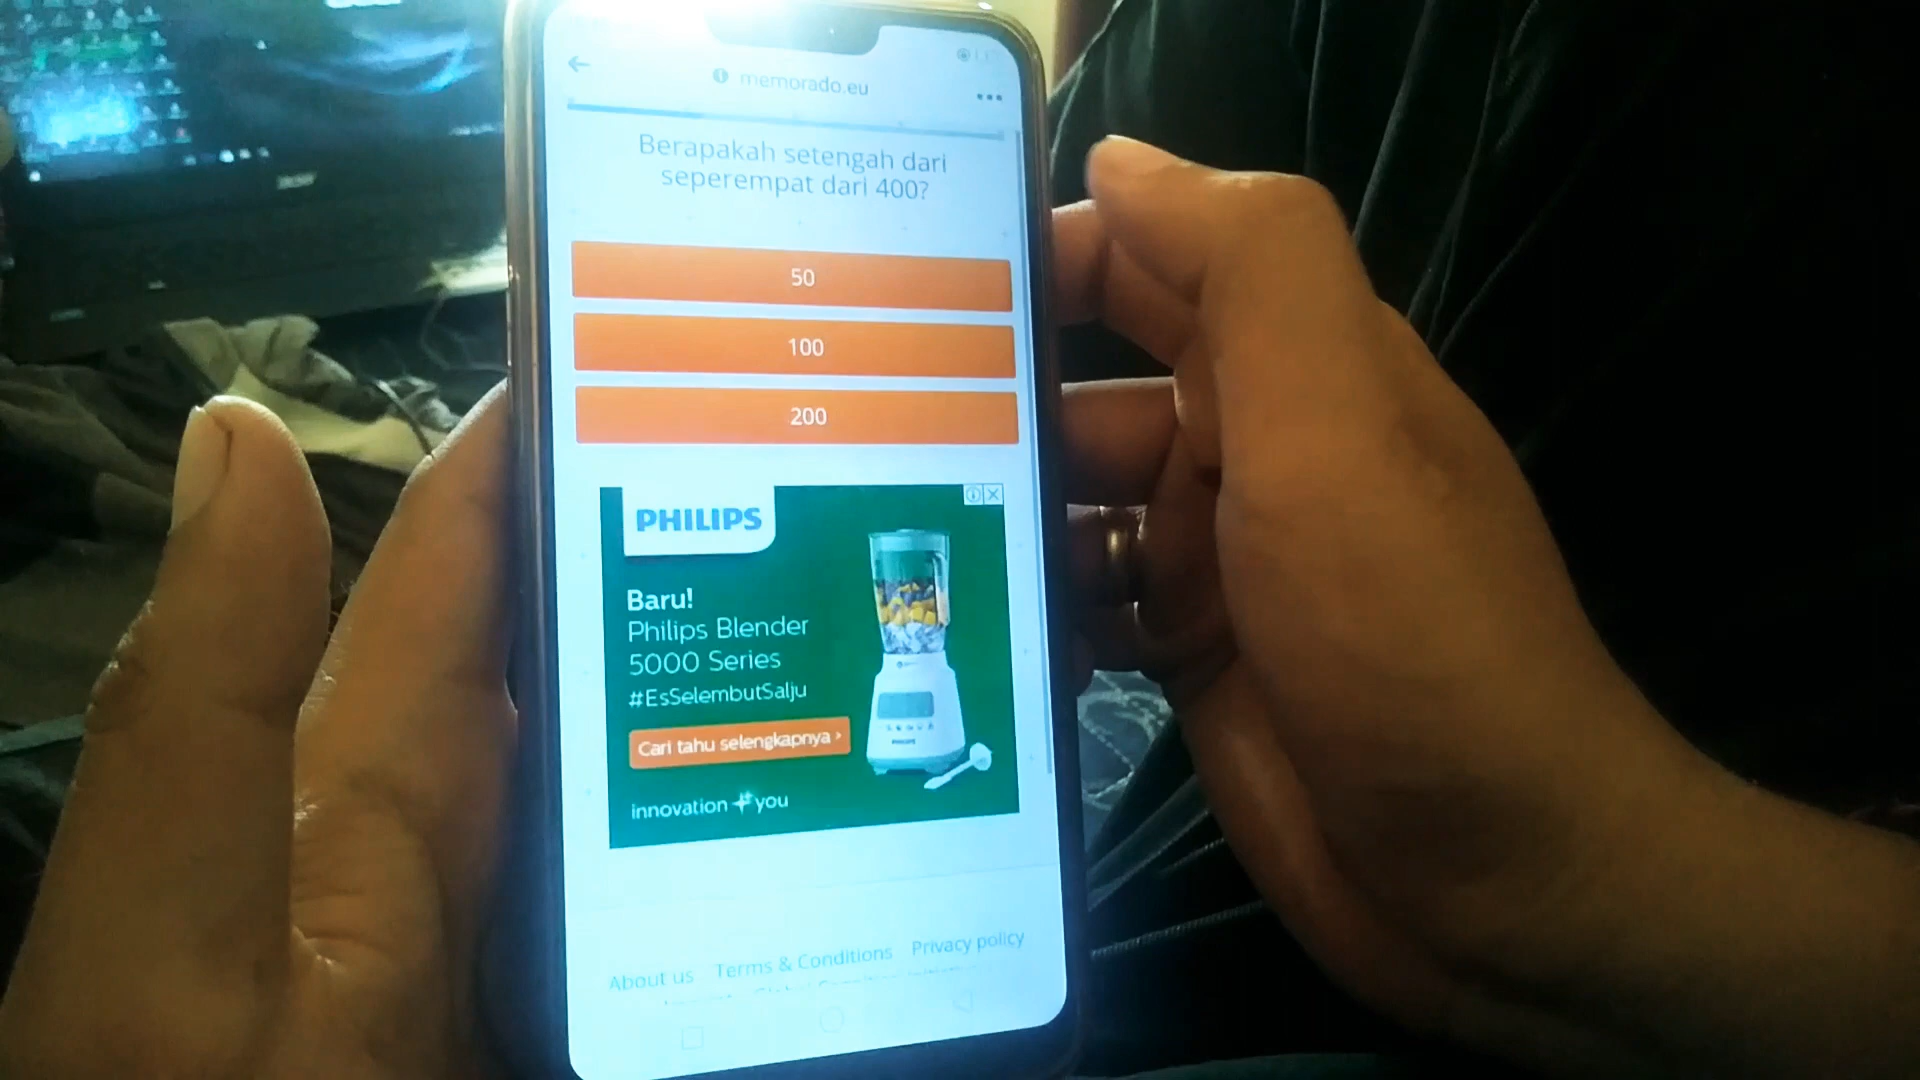 memorado.eu
Berapakah setengah dari
seperempat dari 400?
50
100
200
PHILIPS
Baru!
Philips Blender
5000 Series
#EsSelembutSalju
Cari tahu selengkapnya ›
innovation you
PHILIPS
About us Terms & Conditions Privacy policy